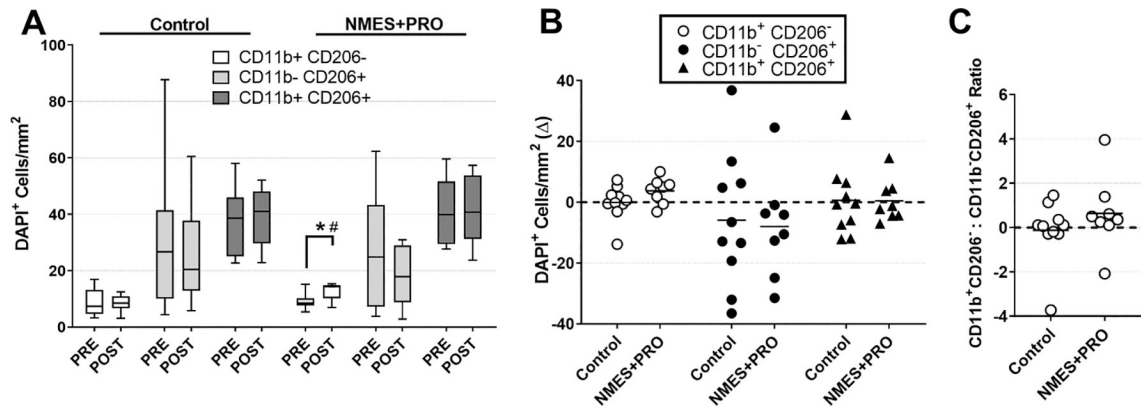 A
Control
NMES+PRO
CD11b+ CD206-
CD11b- CD206+
CD11b+ CD206+
DAPI⁺ Cells/mm²
100
80
60
40
20
0
*#
PRE
POST
PRE
POST
PRE
POST
PRE
POST
PRE
POST
PRE
POST
B
CD11b⁺ CD206⁻
CD11b⁻ CD206⁺
CD11b⁺ CD206⁺
DAPI⁺ Cells/mm² (Δ)
40
20
0
-20
-40
Control
NMES+PRO
Control
NMES+PRO
Control
NMES+PRO
C
CD11b⁺CD206⁻: CD11b⁻CD206⁺ Ratio
6
4
2
0
-2
-4
Control
NMES+PRO